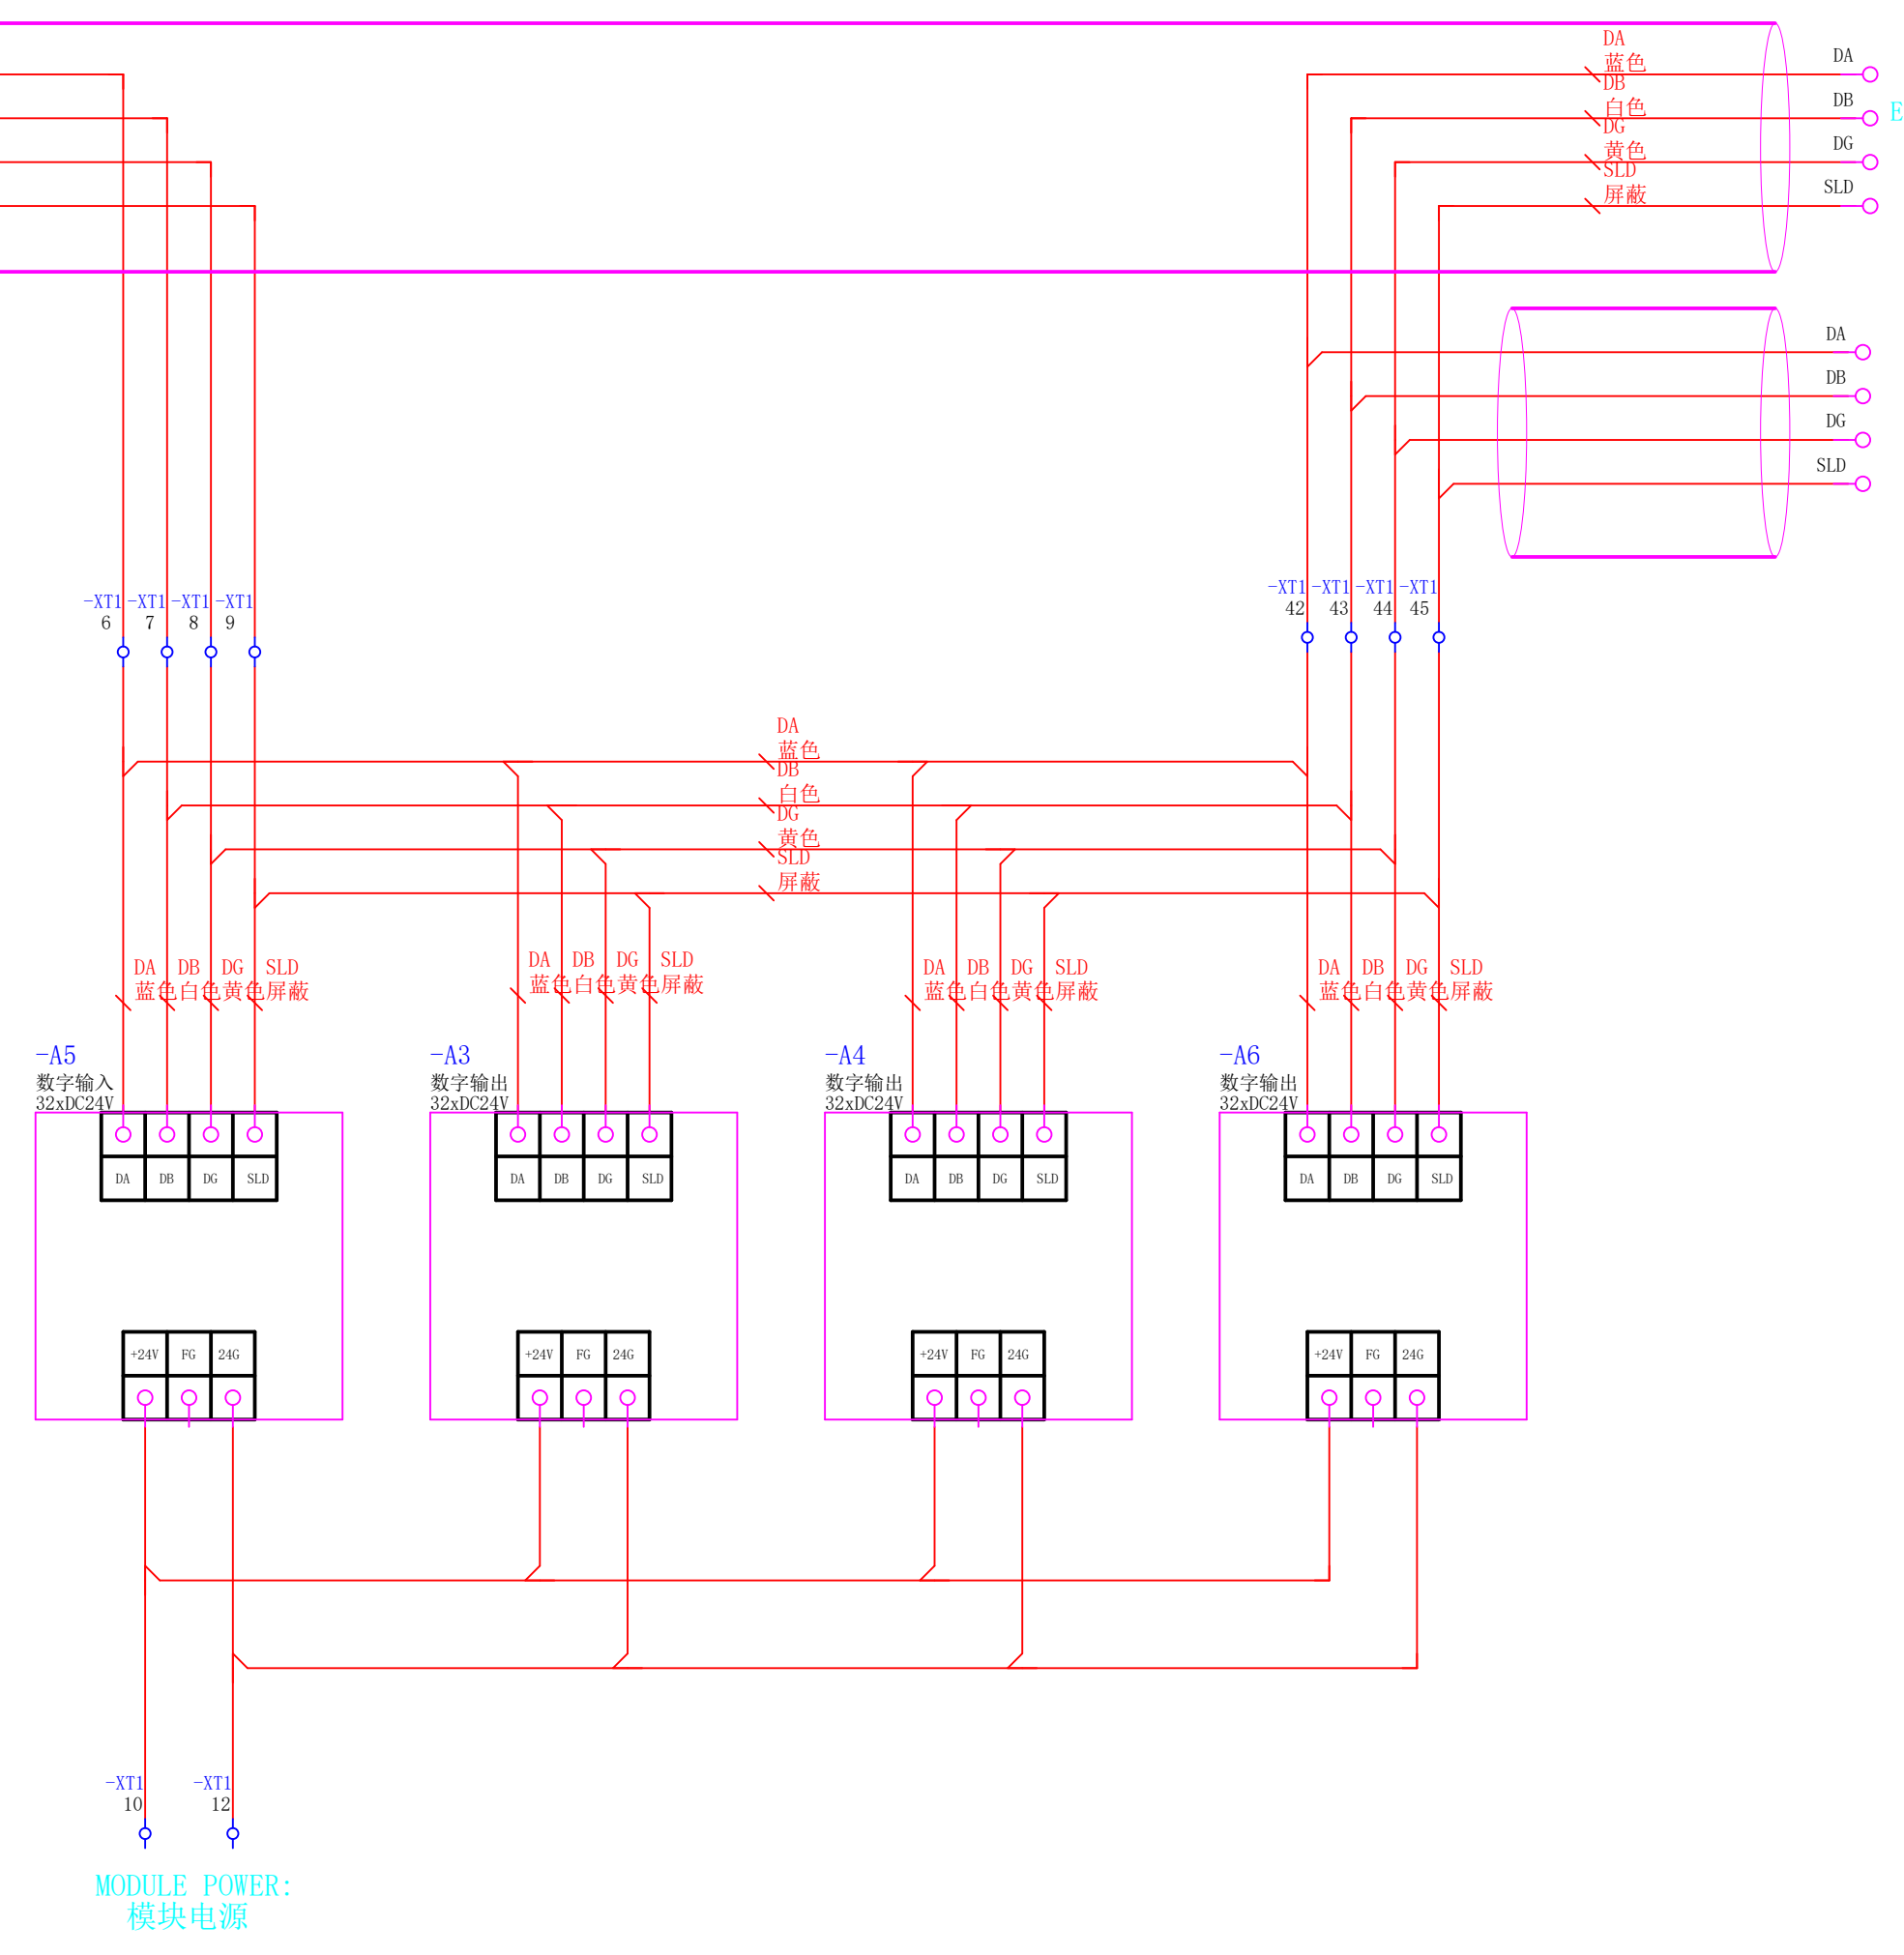 DA
蓝色
DB
白色
DG
黄色
SLD
屏蔽
DA
DB
E
DG
SLD
DA
DB
DG
SLD
-XT1 -XT1 -XT1 -XT1
42 43 44 45
-XT1 -XT1 -XT1 -XT1
6 7 8 9
DA
蓝色
DB
白色
DG
黄色
SLD
屏蔽
DA DB DG SLD
蓝色 白色 黄色 屏蔽
DA DB DG SLD
蓝色 白色 黄色 屏蔽
DA DB DG SLD
蓝色 白色 黄色 屏蔽
DA DB DG SLD
蓝色 白色 黄色 屏蔽
-A5
数字输入
32xDC24V
DA DB DG SLD
+24V FG 24G
-A3
数字输出
32xDC24V
DA DB DG SLD
+24V FG 24G
-A4
数字输出
32xDC24V
DA DB DG SLD
+24V FG 24G
-A6
数字输出
32xDC24V
DA DB DG SLD
+24V FG 24G
-XT1 -XT1
10 12
MODULE POWER:
模块电源